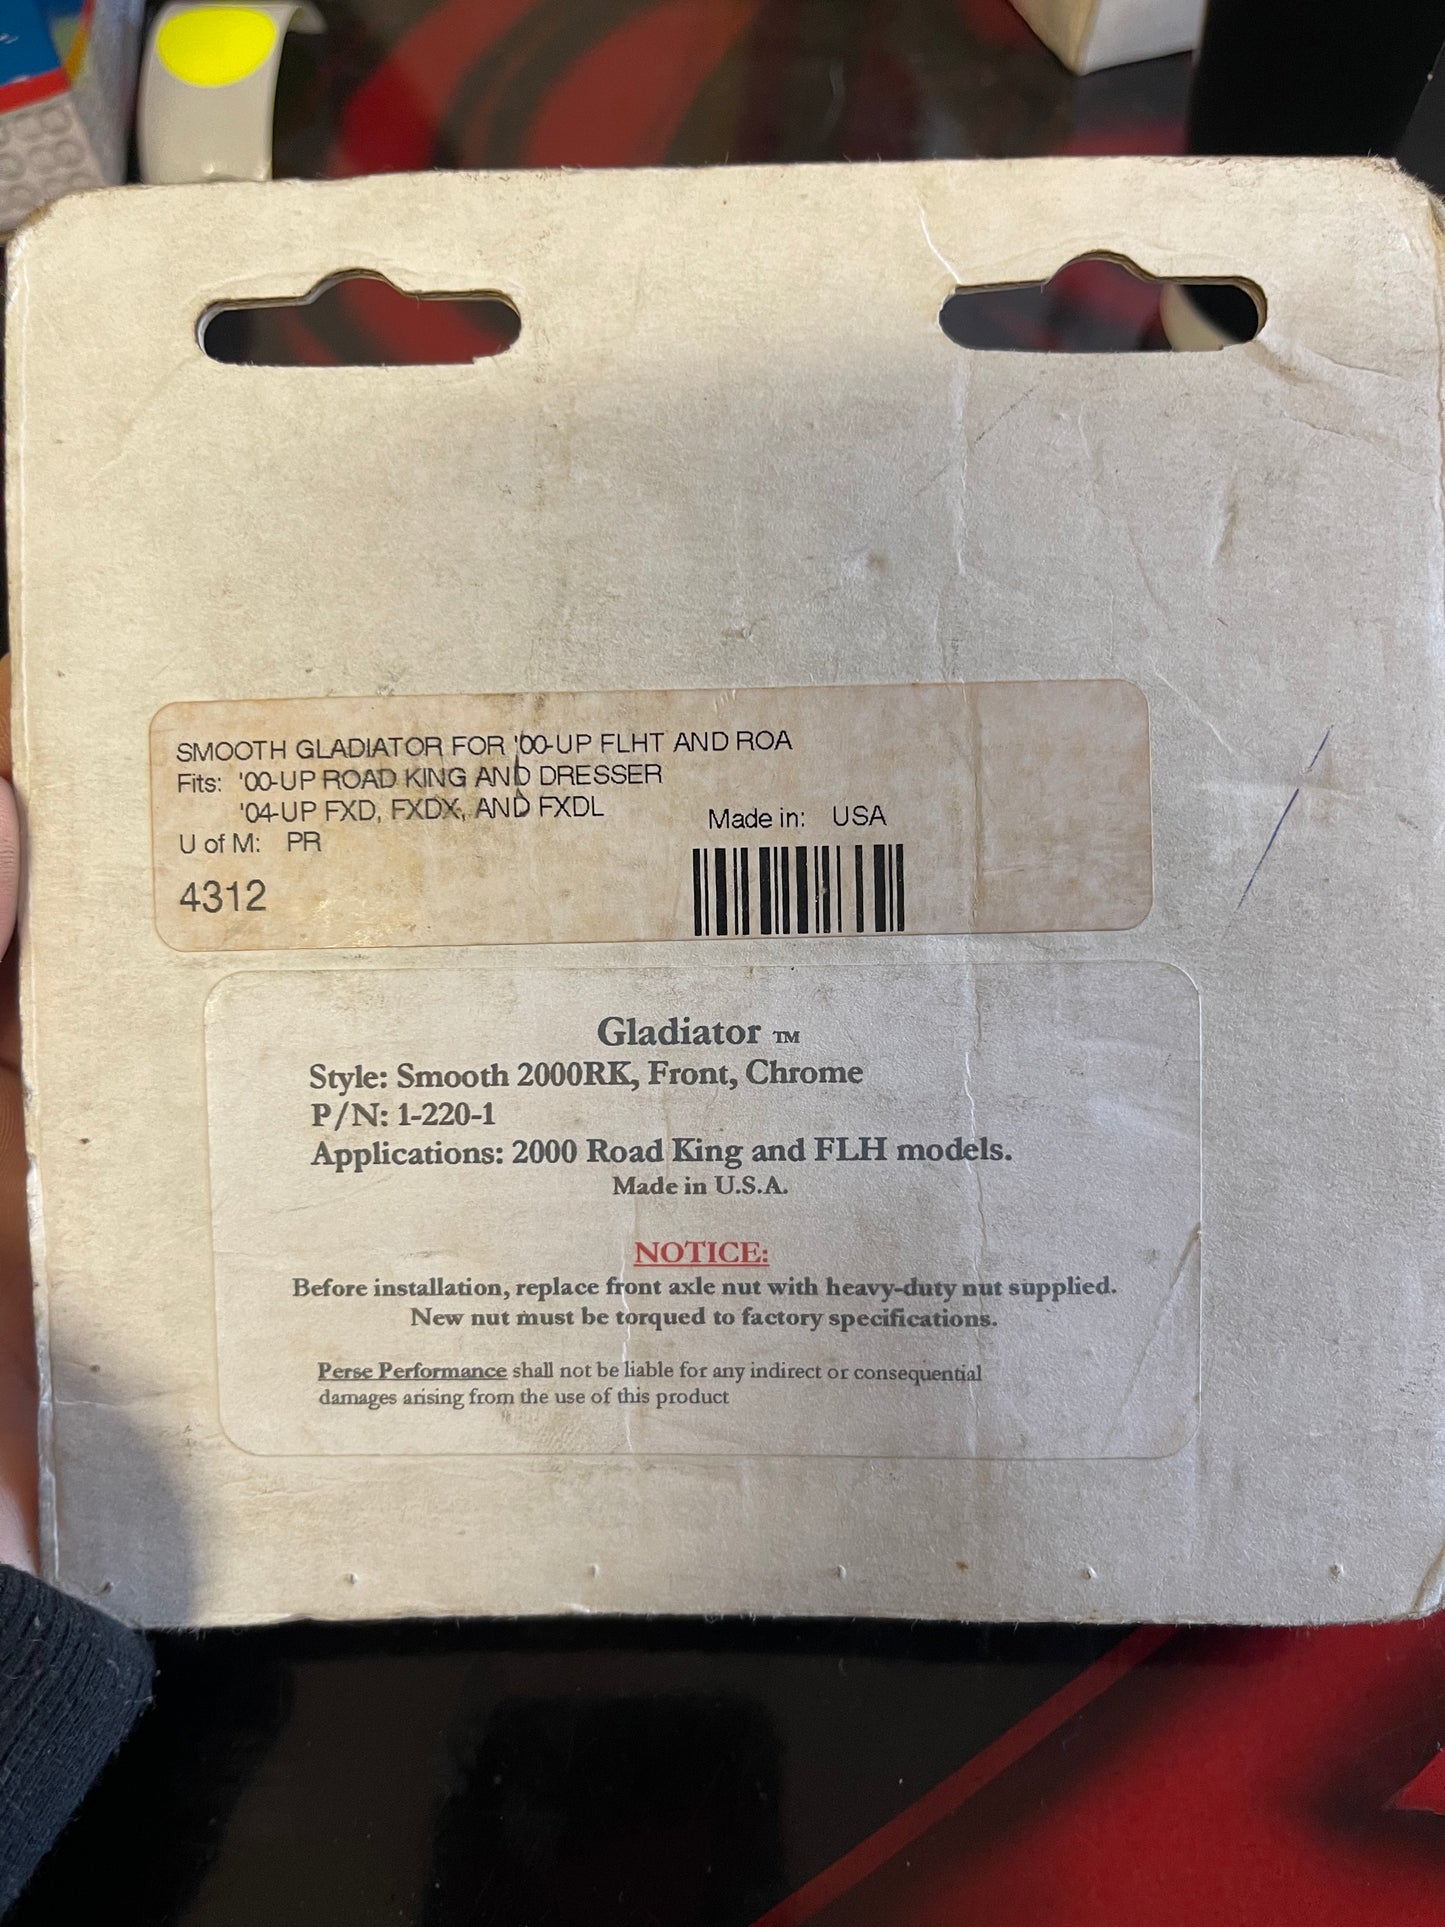 SMOOTH GLADIATOR FOR '00-UP FLHT AND ROA
Fits: '00-UP ROAD KING AND DRESSER
'04-UP FXD, FXDX, AND FXDL
U of M: PR
Made in: USA
4312
Gladiator TM
Style: Smooth 2000RK, Front, Chrome
P/N: 1-220-1
Applications: 2000 Road King and FLH models.
Made in U.S.A.
NOTICE:
Before installation, replace front axle nut with heavy-duty nut supplied.
New nut must be torqued to factory specifications.
Perse Performance shall not be liable for any indirect or consequential
damages arising from the use of this product